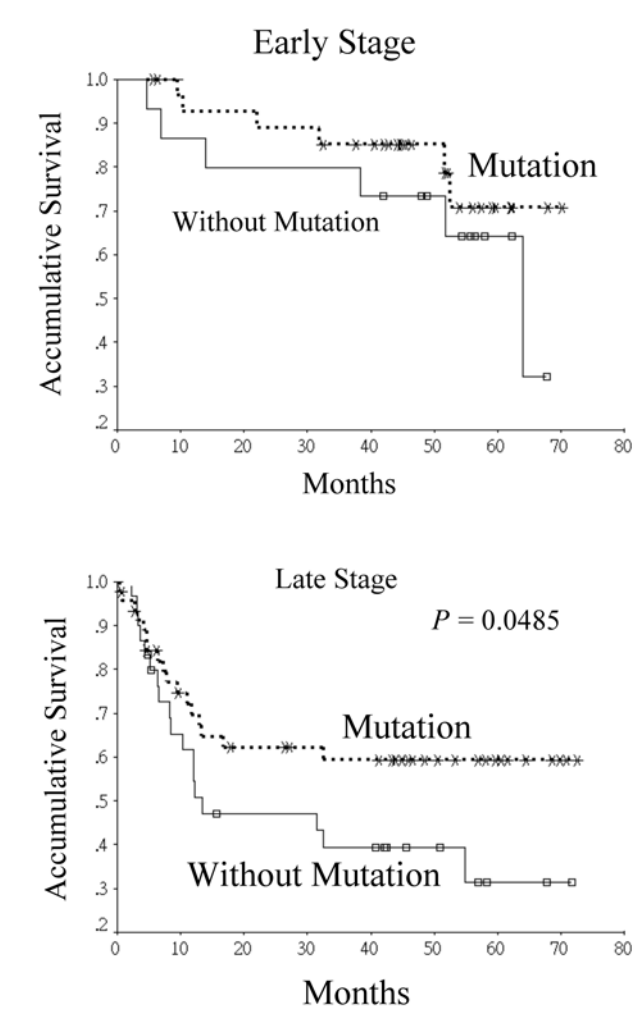 Early Stage
Accumulative Survival
1.0
.9
.8
.7
.6
.5
.4
.3
.2
Mutation
Without Mutation
0 10 20 30 40 50 60 70 80
Months
Late Stage
P = 0.0485
Accumulative Survival
1.0
.9
.8
.7
.6
.5
.4
.3
.2
Mutation
Without Mutation
0 10 20 30 40 50 60 70 80
Months